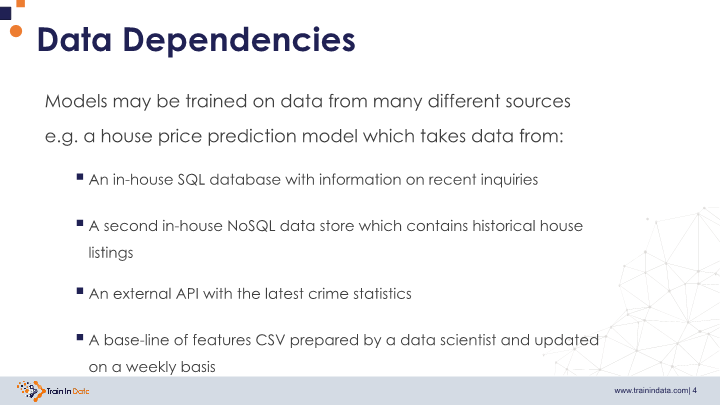 Data Dependencies
Models may be trained on data from many different sources
e.g. a house price prediction model which takes data from:
An in-house SQL database with information on recent inquiries
A second in-house NoSQL data store which contains historical house
listings
An external API with the latest crime statistics
A base-line of features CSV prepared by a data scientist and updated
on a weekly basis
Train In Data
www.trainindata.com| 4